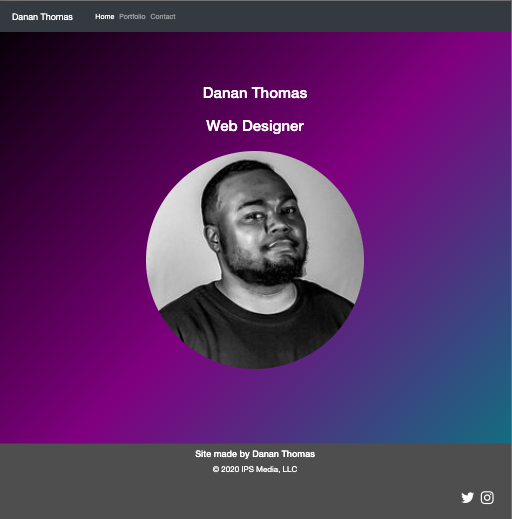 Danan Thomas Home Portfolio Contact
Danan Thomas
Web Designer
Site made by Danan Thomas
© 2020 IPS Media, LLC